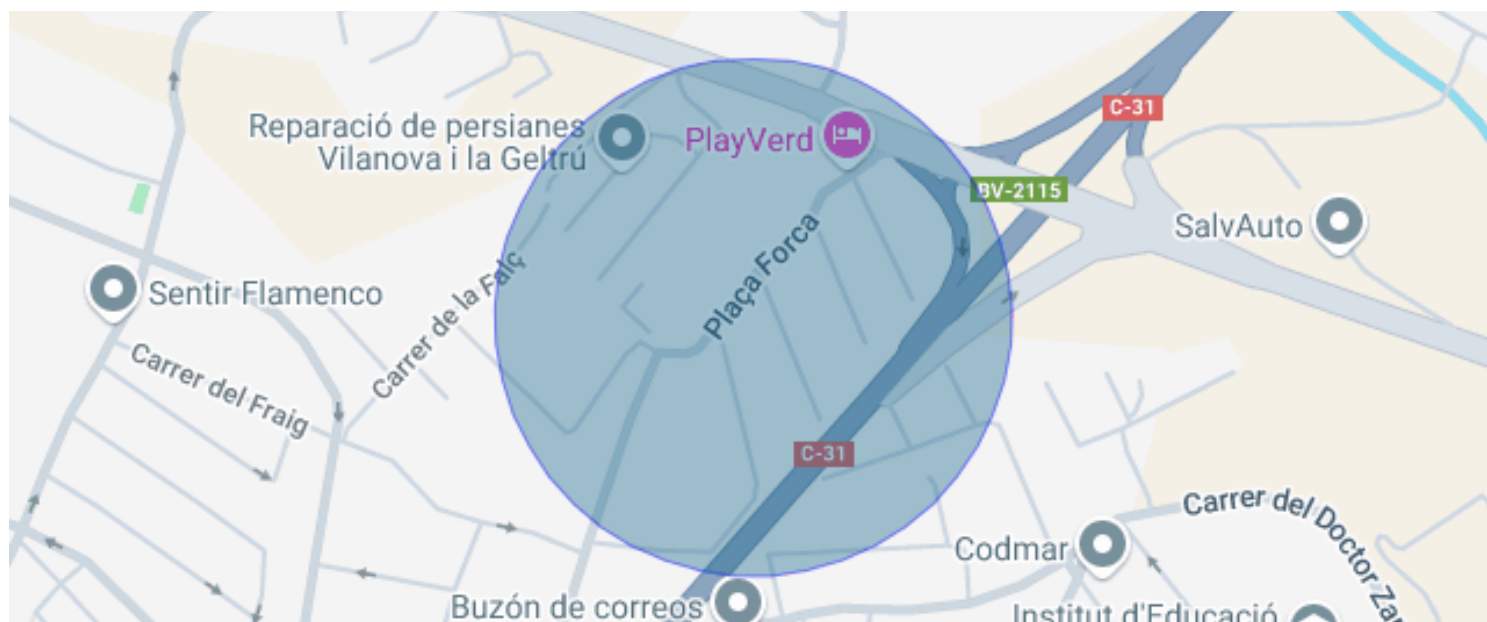 C-31
Reparació de persianes
Vilanova i la Geltrú
PlayVerd
BV-2115
SalvAuto
Plaça Forca
Sentir Flamenco
Carrer de la Falç
Carrer del Fraig
C-31
Carrer del Doctor Za
Codmar
Buzón de correos
Institut d'Educació